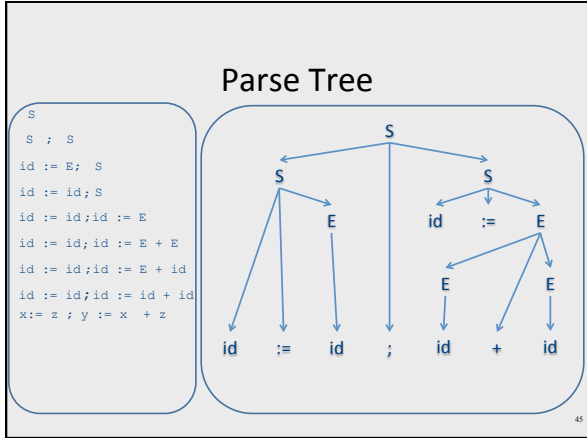 Parse Tree
S
S ; S
id := E; S
id := id; S
id := id;id := E
id := id;id := E + E
id := id;id := E + id
id := id;id := id + id
x:= z ; y := x + z
S
S S
E id := E
E E
id := id ; id + id
45